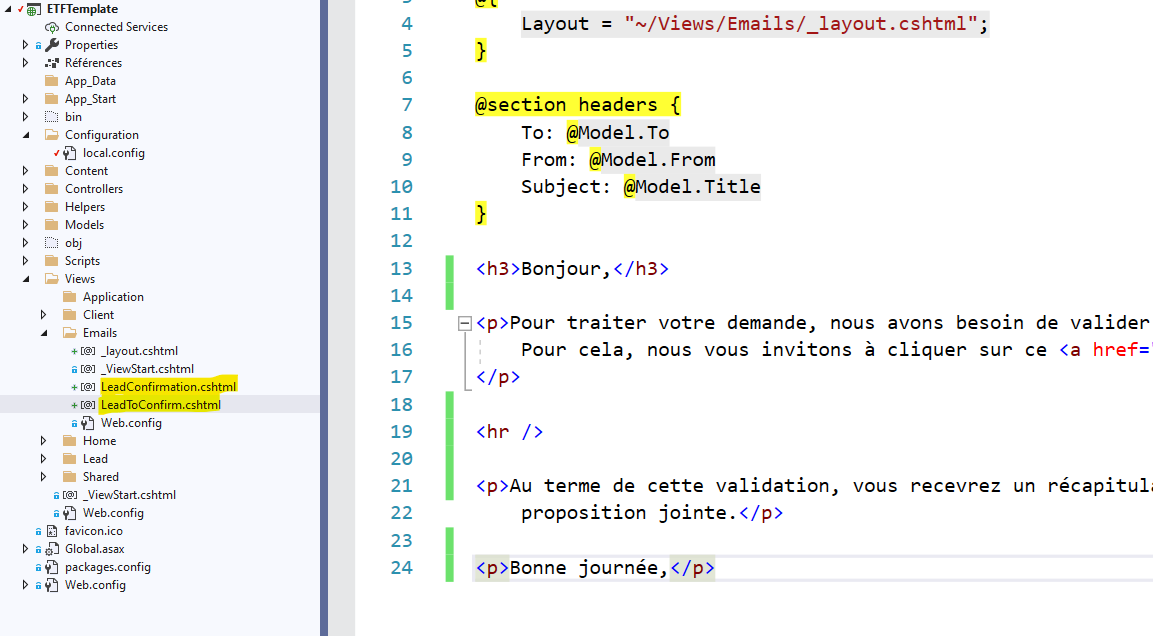 ETFTemplate
Connected Services
Properties
Références
App_Data
App_Start
bin
Configuration
local.config
Content
Controllers
Helpers
Models
obj
Scripts
Views
Application
Client
Emails
_layout.cshtml
_ViewStart.cshtml
LeadConfirmation.cshtml
LeadToConfirm.cshtml
Web.config
Home
Lead
Shared
_ViewStart.cshtml
Web.config
favicon.ico
Global.asax
packages.config
Web.config
@{
4 Layout = "~/Views/Emails/_layout.cshtml";
5 }
6
7 @section headers {
8 To: @Model.To
9 From: @Model.From
10 Subject: @Model.Title
11 }
12
13 <h3>Bonjour,</h3>
14
15 <p>Pour traiter votre demande, nous avons besoin de valider
16 Pour cela, nous vous invitons à cliquer sur ce <a href="
17 </p>
18
19 <hr />
20
21 <p>Au terme de cette validation, vous recevrez un récapitula
22 proposition jointe.</p>
23
24 <p>Bonne journée,</p>